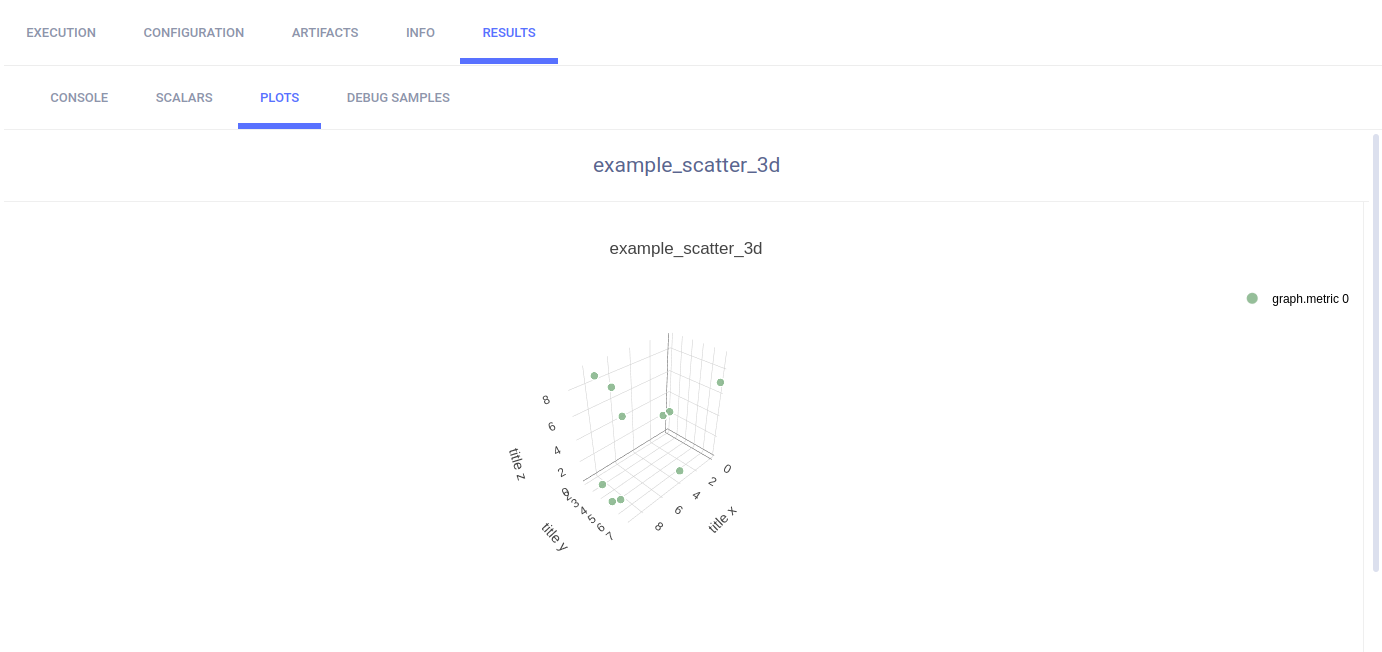 EXECUTION CONFIGURATION ARTIFACTS INFO RESULTS
CONSOLE SCALARS PLOTS DEBUG SAMPLES
example_scatter_3d
example_scatter_3d
graph.metric 0
8
6
4
2
0
title z
2
3
4
5
6
7
title y
0
2
4
6
8
title x